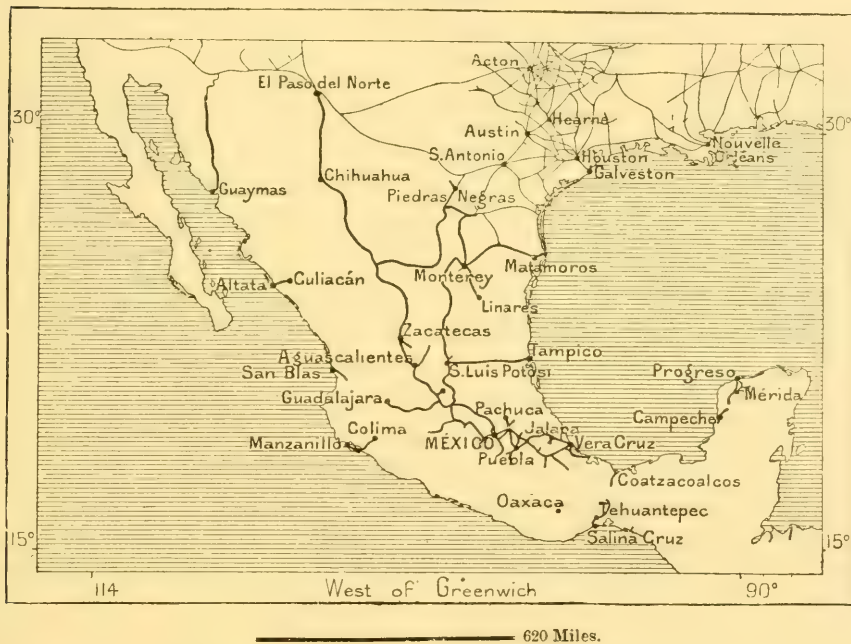 Acton
El Paso del Norte
30°
30°
Hearne
Austin
Nouvelle
Orléans
S. Antonio
Houston
Galveston
Chihuahua
Guaymas
Piedras Negras
Matamoros
Monterey
Altata
Culiacán
Linares
Zacatecas
Aguascalientes
Tampico
San Blas
S. Luis Potosi
Progreso
Mérida
Guadalajara
Pachuca
Campeche
Colima
Jalapa
Manzanillo
MÉXICO
Vera Cruz
Puebla
Coatzacoalcos
Oaxaca
Tehuantepec
15°
Salina Cruz
15°
114
West of Greenwich
90°
620 Miles.